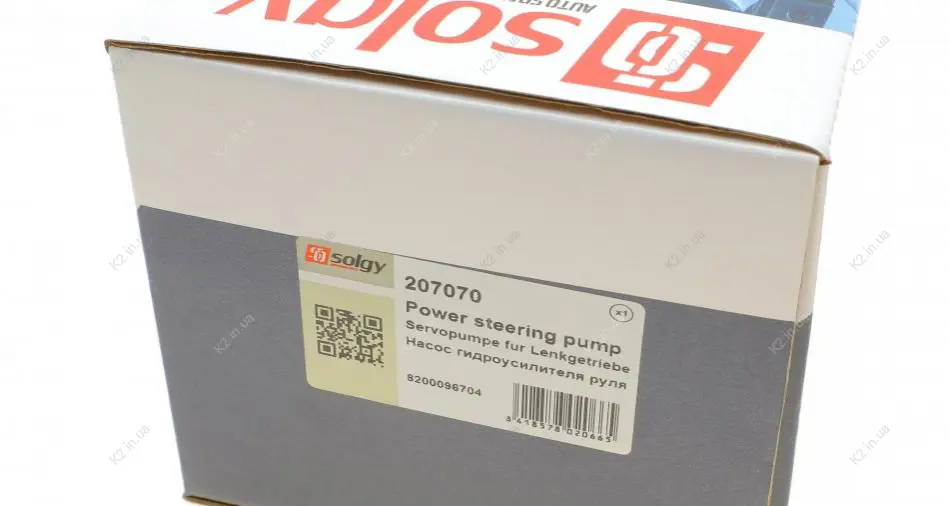 solgy
AUTO
solgy
207070
Power steering pump
x1
Servopumpe fur Lenkgetriebe
Насос гидроусилителя руля
8200096704
3 418578 020665
K2.in.ua